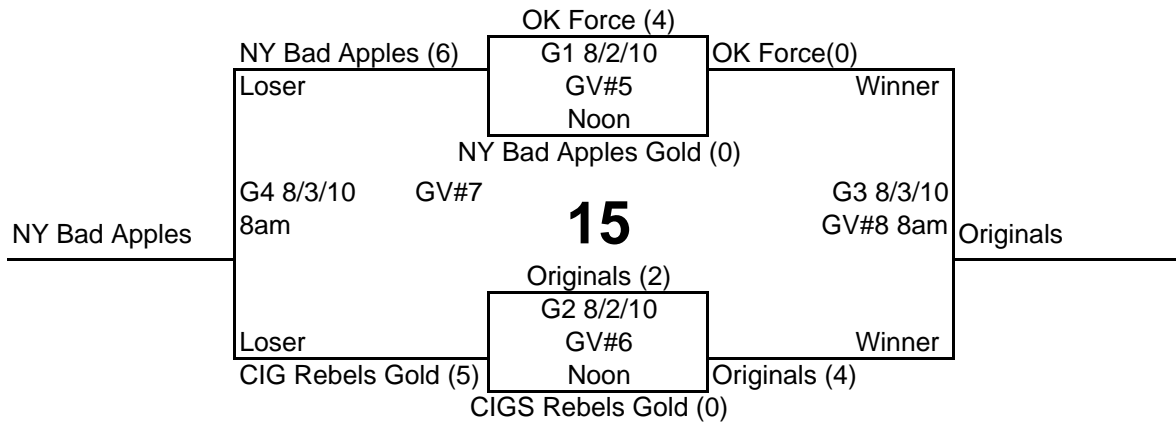 OK Force (4)
NY Bad Apples (6)
G1 8/2/10
OK Force(0)
Loser
GV#5
Winner
Noon
NY Bad Apples Gold (0)
G4 8/3/10
GV#7
G3 8/3/10
8am
15
GV#8 8am
NY Bad Apples
Originals
Originals (2)
G2 8/2/10
Loser
GV#6
Winner
CIG Rebels Gold (5)
Noon
Originals (4)
CIGS Rebels Gold (0)